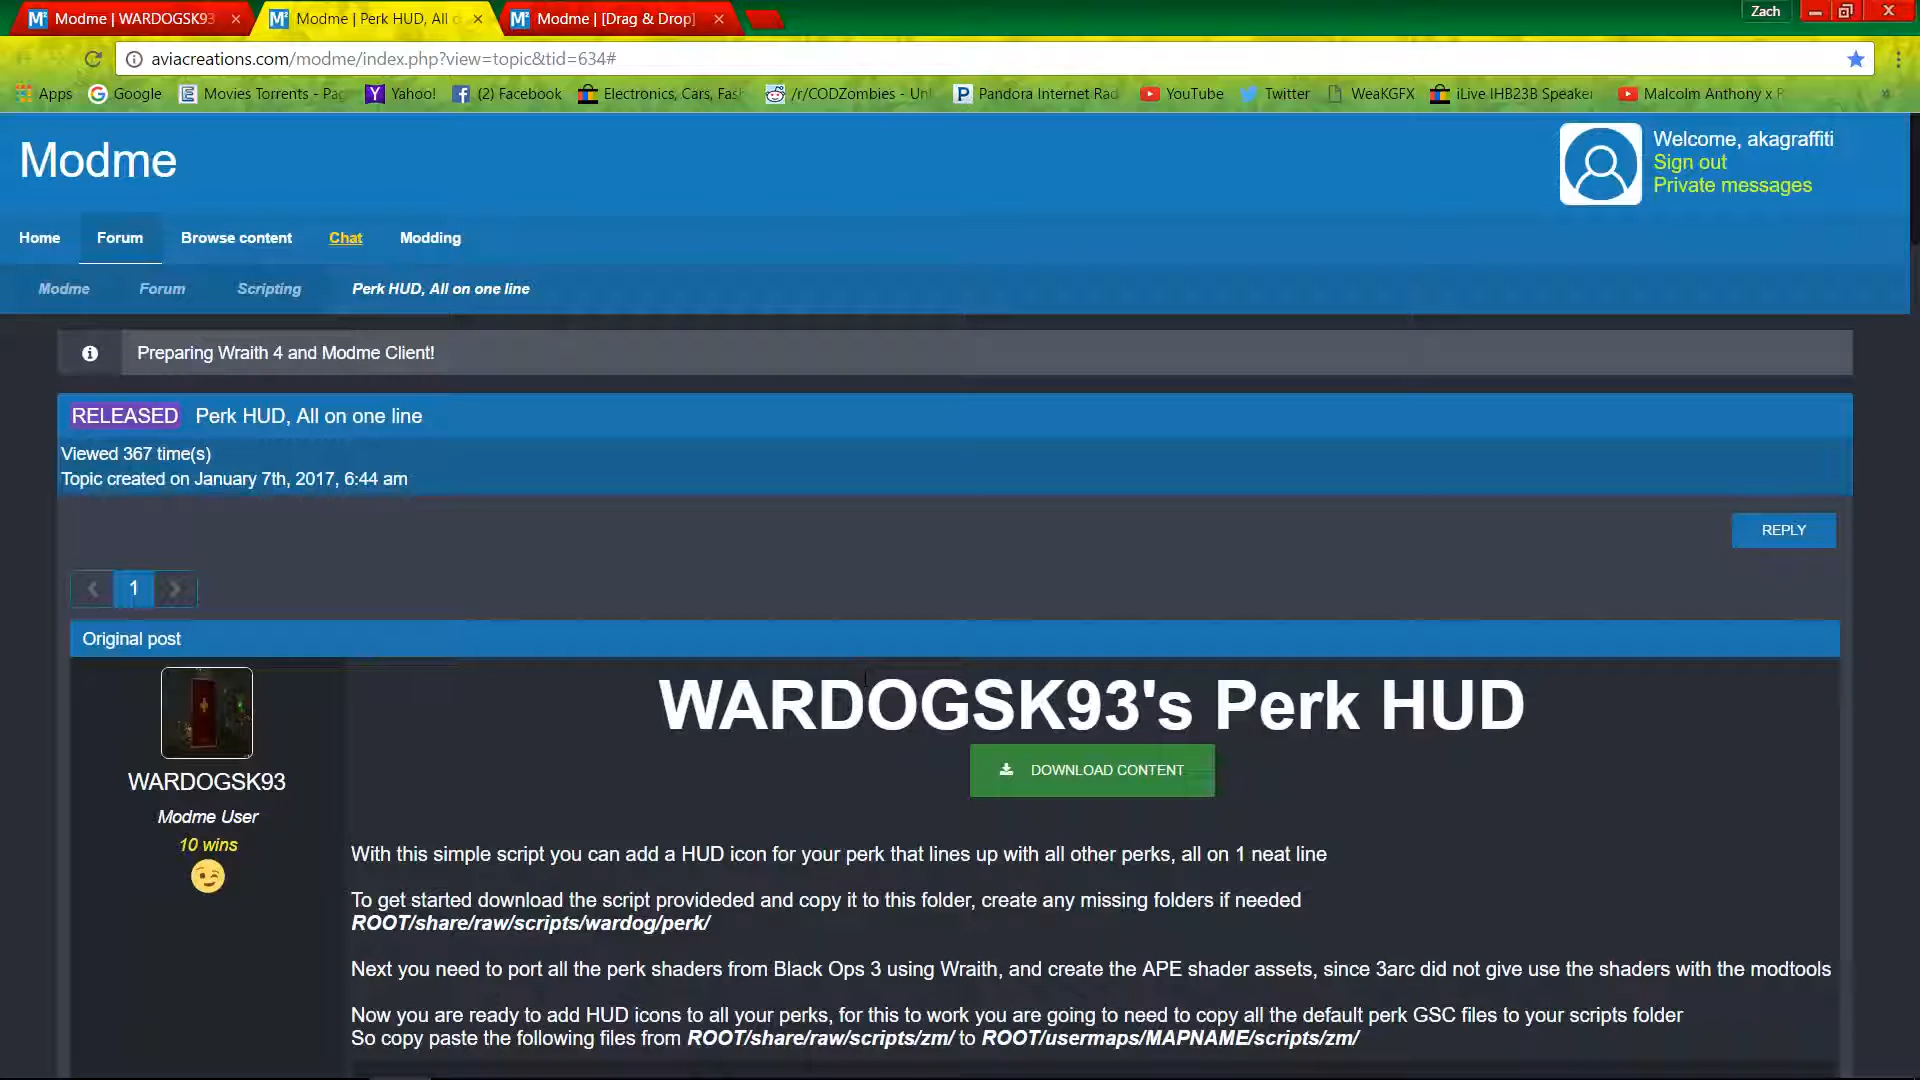 Modme | WARDOGSK93
Modme | Perk HUD, All o
Modme | [Drag & Drop]
Zach
aviacreations.com/modme/index.php?view=topic&tid=634#
Apps
Google
Movies Torrents - Pag
Yahoo!
(2) Facebook
Electronics, Cars, Fash
/r/CODZombies - Unl
Pandora Internet Rad
YouTube
Twitter
WeaKGFX
iLive IHB23B Speaker
Malcolm Anthony x F
Modme
Welcome, akagraffiti
Sign out
Private messages
Home
Forum
Browse content
Chat
Modding
Modme
Forum
Scripting
Perk HUD, All on one line
Preparing Wraith 4 and Modme Client!
RELEASED Perk HUD, All on one line
Viewed 367 time(s)
Topic created on January 7th, 2017, 6:44 am
REPLY
1
Original post
WARDOGSK93's Perk HUD
DOWNLOAD CONTENT
WARDOGSK93
Modme User
10 wins
With this simple script you can add a HUD icon for your perk that lines up with all other perks, all on 1 neat line
To get started download the script provideded and copy it to this folder, create any missing folders if needed
ROOT/share/raw/scripts/wardog/perk/
Next you need to port all the perk shaders from Black Ops 3 using Wraith, and create the APE shader assets, since 3arc did not give use the shaders with the modtools
Now you are ready to add HUD icons to all your perks, for this to work you are going to need to copy all the default perk GSC files to your scripts folder
So copy paste the following files from ROOT/share/raw/scripts/zm/ to ROOT/usermaps/MAPNAME/scripts/zm/